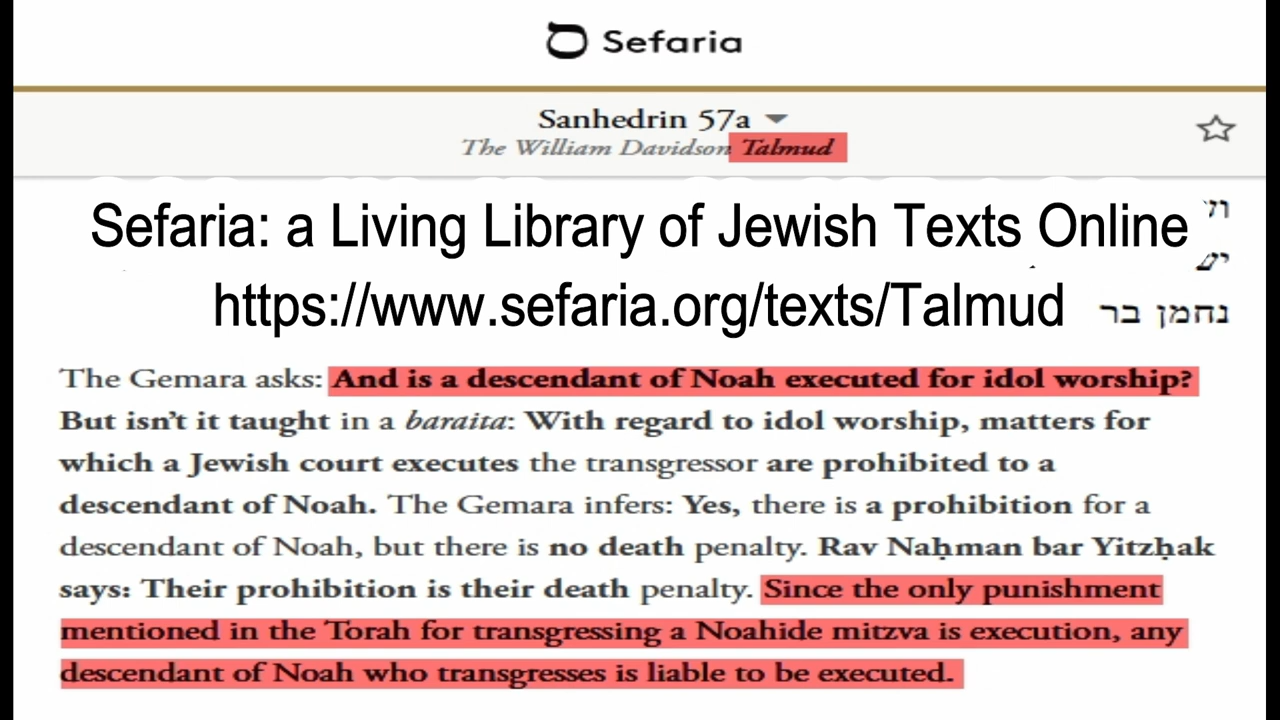 Sefaria
Sanhedrin 57a
The William Davidson Talmud
Sefaria: a Living Library of Jewish Texts Online
https://www.sefaria.org/texts/Talmud
נחמן בר
The Gemara asks: And is a descendant of Noah executed for idol worship?
But isn’t it taught in a baraita: With regard to idol worship, matters for
which a Jewish court executes the transgressor are prohibited to a
descendant of Noah. The Gemara infers: Yes, there is a prohibition for a
descendant of Noah, but there is no death penalty. Rav Naḥman bar Yitzḥak
says: Their prohibition is their death penalty. Since the only punishment
mentioned in the Torah for transgressing a Noahide mitzva is execution, any
descendant of Noah who transgresses is liable to be executed.